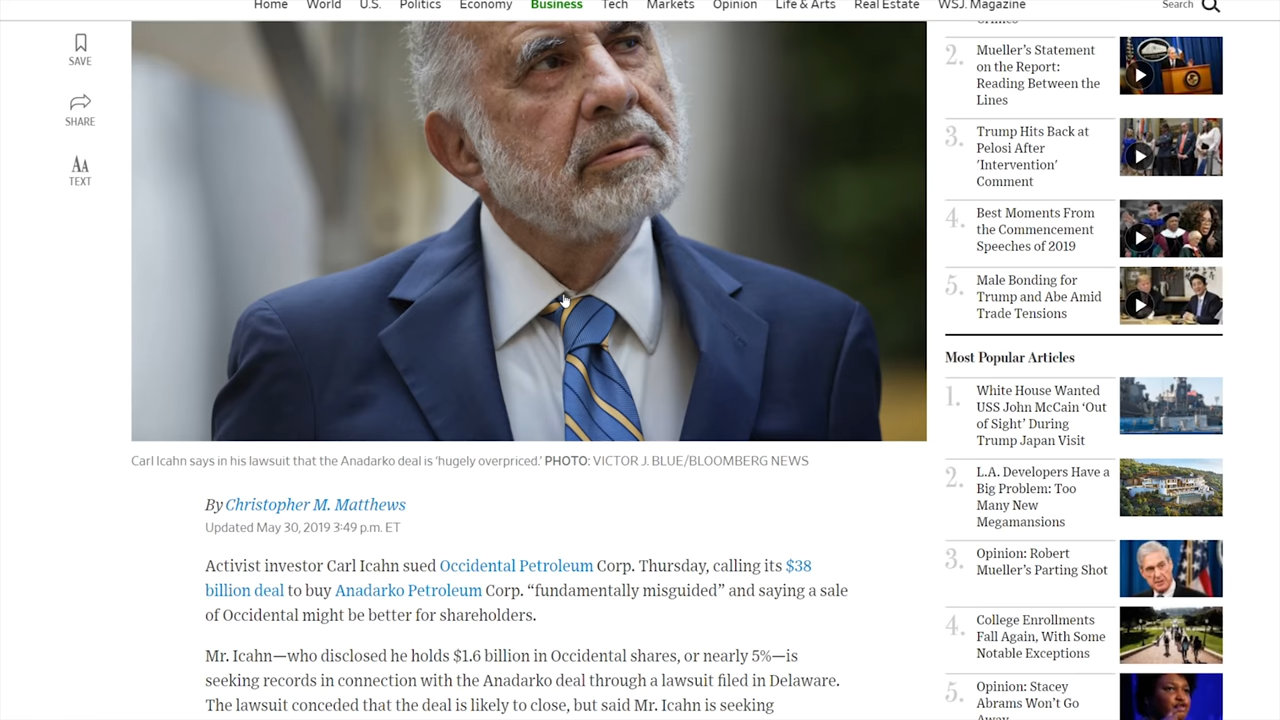 Home World U.S. Politics Economy Business Tech Markets Opinion Life & Arts Real Estate WSJ. Magazine Search
SAVE
SHARE
AA
TEXT
Carl Icahn says in his lawsuit that the Anadarko deal is ‘hugely overpriced.’ PHOTO: VICTOR J. BLUE/BLOOMBERG NEWS
By Christopher M. Matthews
Updated May 30, 2019 3:49 p.m. ET
Activist investor Carl Icahn sued Occidental Petroleum Corp. Thursday, calling its $38
billion deal to buy Anadarko Petroleum Corp. “fundamentally misguided” and saying a sale
of Occidental might be better for shareholders.
Mr. Icahn—who disclosed he holds $1.6 billion in Occidental shares, or nearly 5%—is
seeking records in connection with the Anadarko deal through a lawsuit filed in Delaware.
The lawsuit conceded that the deal is likely to close, but said Mr. Icahn is seeking
Crimes
2. Mueller’s Statement
on the Report:
Reading Between the
Lines
3. Trump Hits Back at
Pelosi After
'Intervention'
Comment
4. Best Moments From
the Commencement
Speeches of 2019
5. Male Bonding for
Trump and Abe Amid
Trade Tensions
Most Popular Articles
1. White House Wanted
USS John McCain ‘Out
of Sight’ During
Trump Japan Visit
2. L.A. Developers Have a
Big Problem: Too
Many New
Megamansions
3. Opinion: Robert
Mueller’s Parting Shot
4. College Enrollments
Fall Again, With Some
Notable Exceptions
5. Opinion: Stacey
Abrams Won’t Go
Away